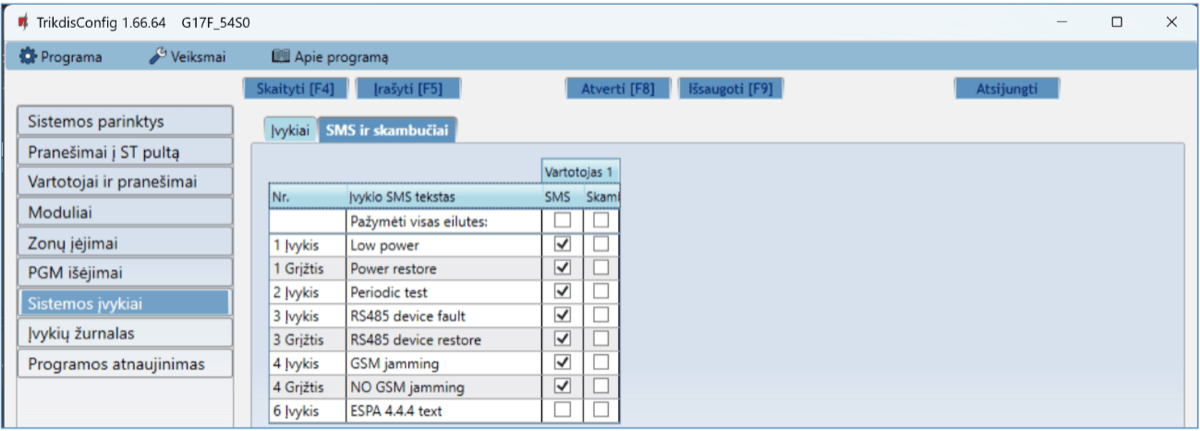 TrikdisConfig 1.66.64 G17F_54S0
Programa Veiksmai Apie programą
Skaityti [F4] Įrašyti [F5] Atverti [F8] Išsaugoti [F9] Atsijungti
Sistemos parinktys
Pranešimai į ST pultą
Vartotojai ir pranešimai
Moduliai
Zonų įėjimai
PGM išėjimai
Sistemos įvykiai
Įvykių žurnalas
Programos atnaujinimas
Įvykiai SMS ir skambučiai
Vartotojas 1
Nr. Įvykio SMS tekstas SMS Skaml
Pažymėti visas eilutes:
1 Įvykis Low power
1 Grįžtis Power restore
2 Įvykis Periodic test
3 Įvykis RS485 device fault
3 Grįžtis RS485 device restore
4 Įvykis GSM jamming
4 Grįžtis NO GSM jamming
6 Įvykis ESPA 4.4.4 text